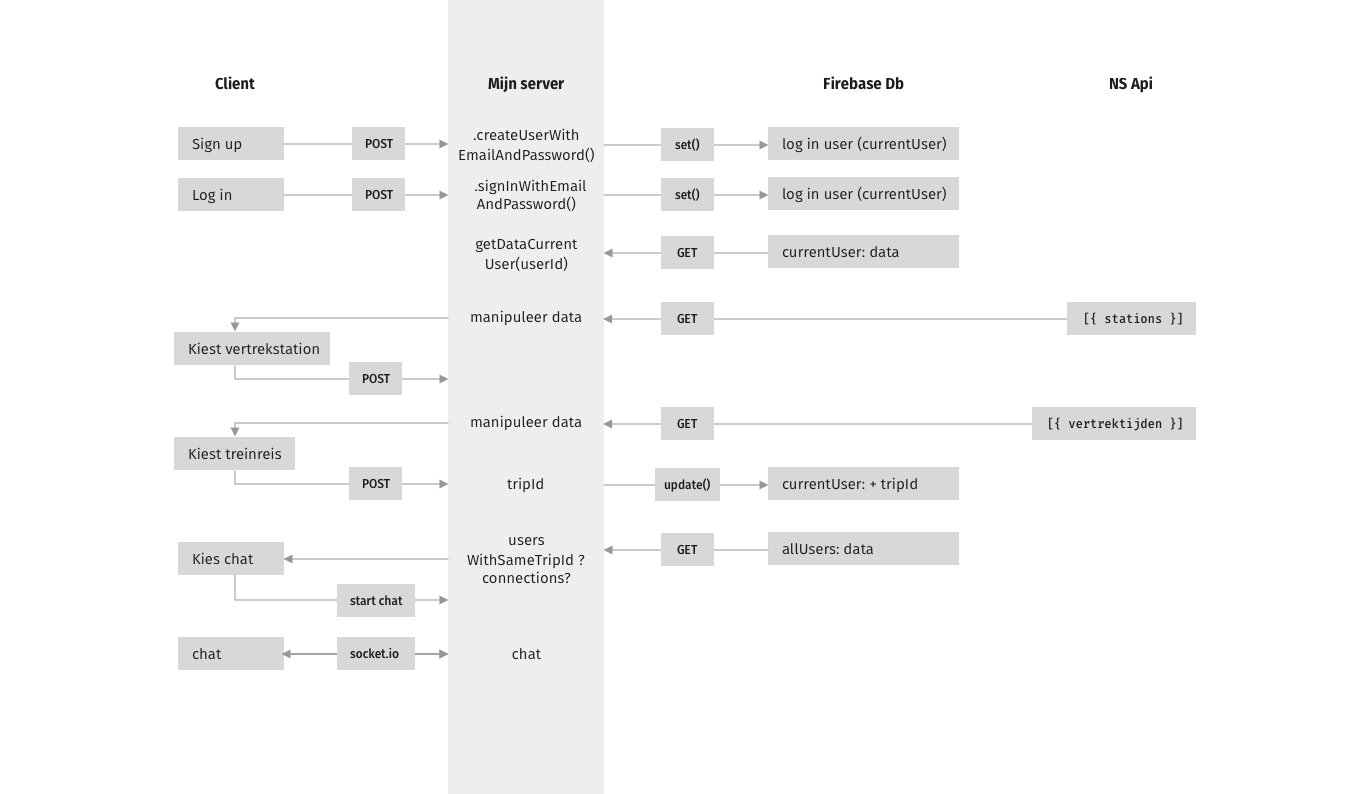 Client
Mijn server
Firebase Db
NS Api
Sign up
POST
.createUserWith
EmailAndPassword()
set()
log in user (currentUser)
Log in
POST
.signInWithEmail
AndPassword()
set()
log in user (currentUser)
getDataCurrent
User(userId)
GET
currentUser: data
manipuleer data
GET
[{ stations }]
Kiest vertrekstation
POST
manipuleer data
GET
[{ vertrektijden }]
Kiest treinreis
POST
tripId
update()
currentUser: + tripId
Kies chat
users
WithSameTripId ?
connections?
GET
allUsers: data
start chat
chat
socket.io
chat